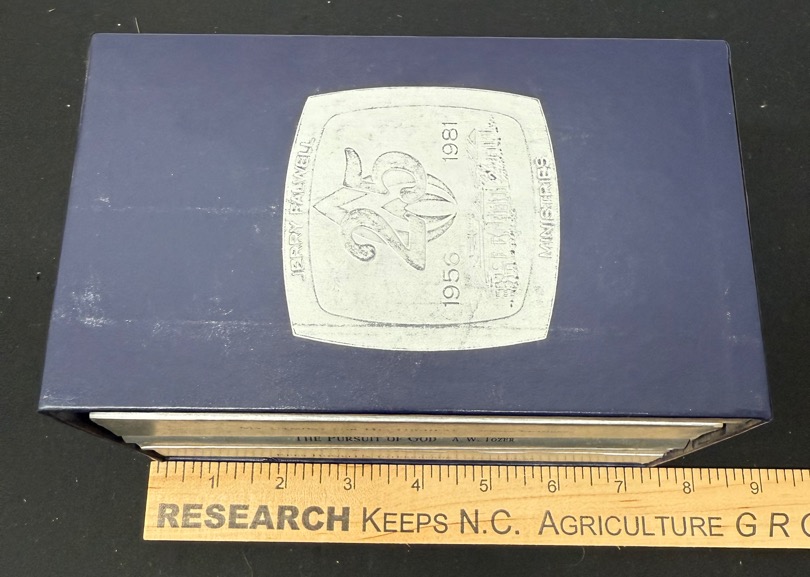 JERRY FALWELL
25
1956 1981
MINISTRIES
THE PURSUIT OF GOD A. W. TOZER
1 2 3 4 5 6 7 8 9
RESEARCH KEEPS N.C. AGRICULTURE GRO